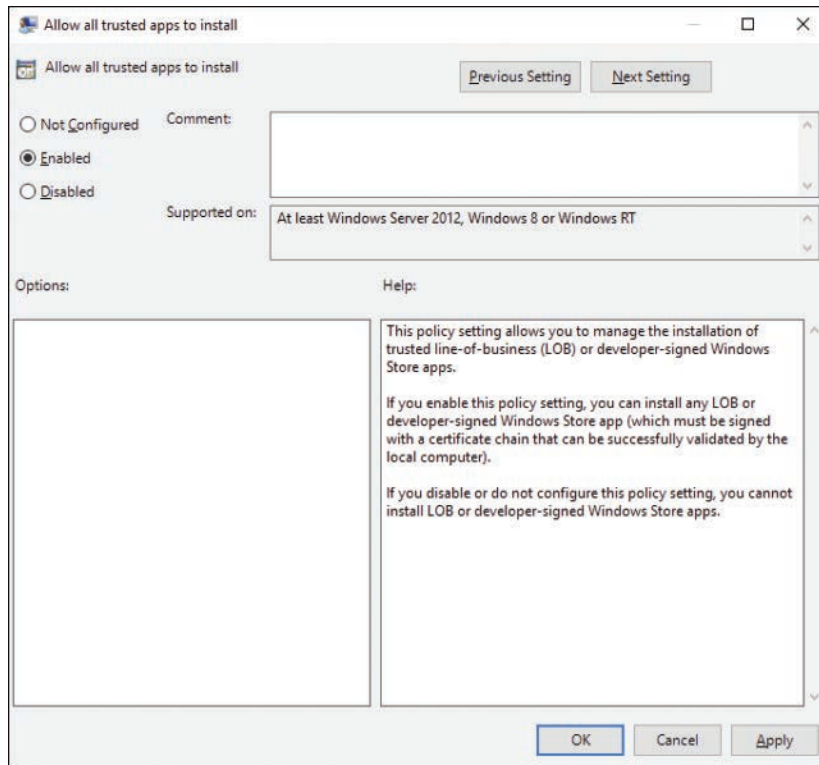 Allow all trusted apps to install
Allow all trusted apps to install
Previous Setting
Next Setting
Not Configured
Comment:
Enabled
Disabled
Supported on:
At least Windows Server 2012, Windows 8 or Windows RT
Options:
Help:
This policy setting allows you to manage the installation of
trusted line-of-business (LOB) or developer-signed Windows
Store apps.
If you enable this policy setting, you can install any LOB or
developer-signed Windows Store app (which must be signed
with a certificate chain that can be successfully validated by the
local computer).
If you disable or do not configure this policy setting, you cannot
install LOB or developer-signed Windows Store apps.
OK
Cancel
Apply